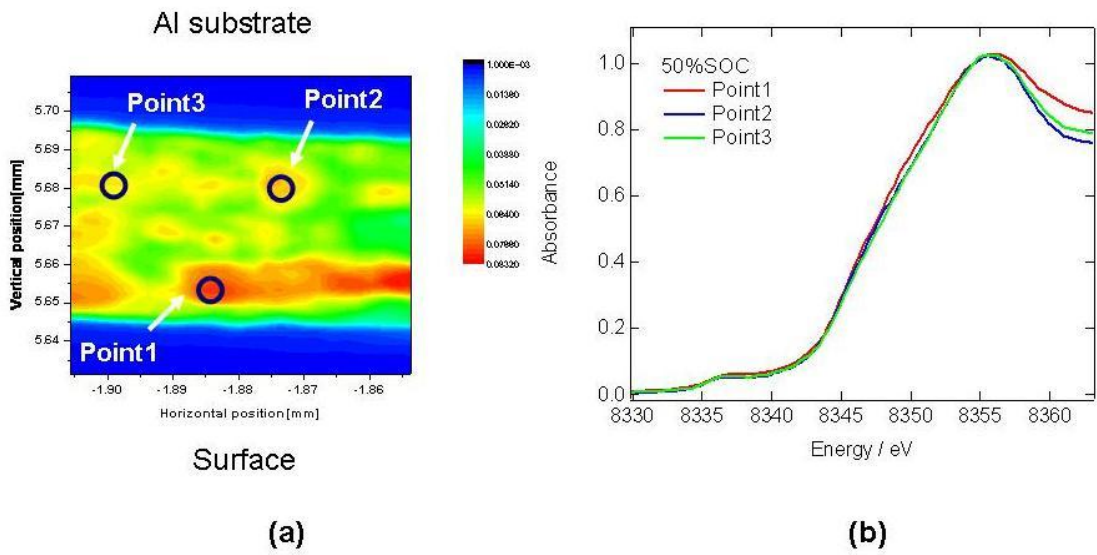 Al substrate
Point3
Point2
Point1
5.70
5.69
5.68
5.67
5.66
5.65
5.64
Vertical position[mm]
-1.90
-1.89
-1.88
-1.87
-1.86
Horizontal position[mm]
1.000E-03
0.01380
0.02620
0.03880
0.05140
0.06400
0.08320
Surface
(a)
50%SOC
Point1
Point2
Point3
Absorbance
1.0
0.8
0.6
0.4
0.2
0.0
8330
8335
8340
8345
8350
8355
8360
Energy / eV
(b)